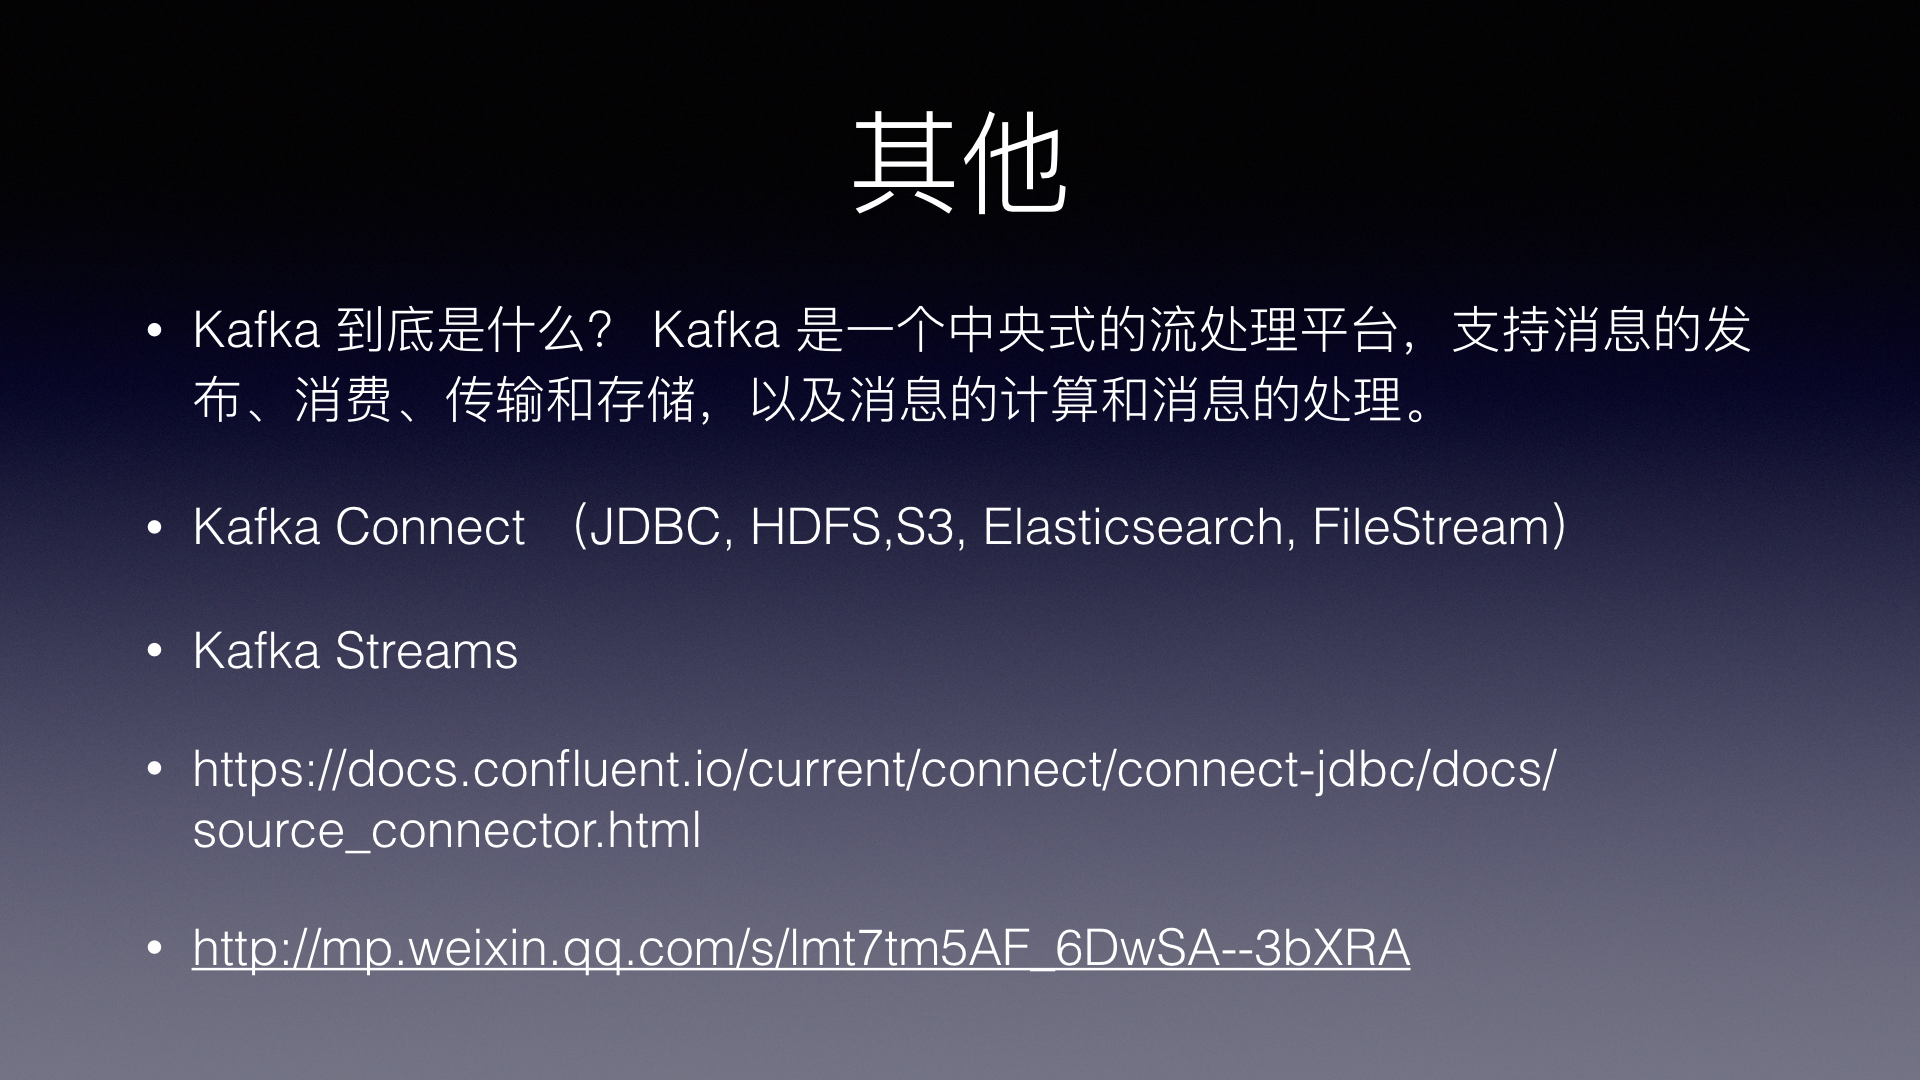 其他
• Kafka 到底是什么？ Kafka 是一个中央式的流处理平台，支持消息的发
布、消费、传输和存储，以及消息的计算和消息的处理。
• Kafka Connect （JDBC, HDFS,S3, Elasticsearch, FileStream）
• Kafka Streams
• https://docs.confluent.io/current/connect/connect-jdbc/docs/
source_connector.html
• http://mp.weixin.qq.com/s/lmt7tm5AF_6DwSA--3bXRA